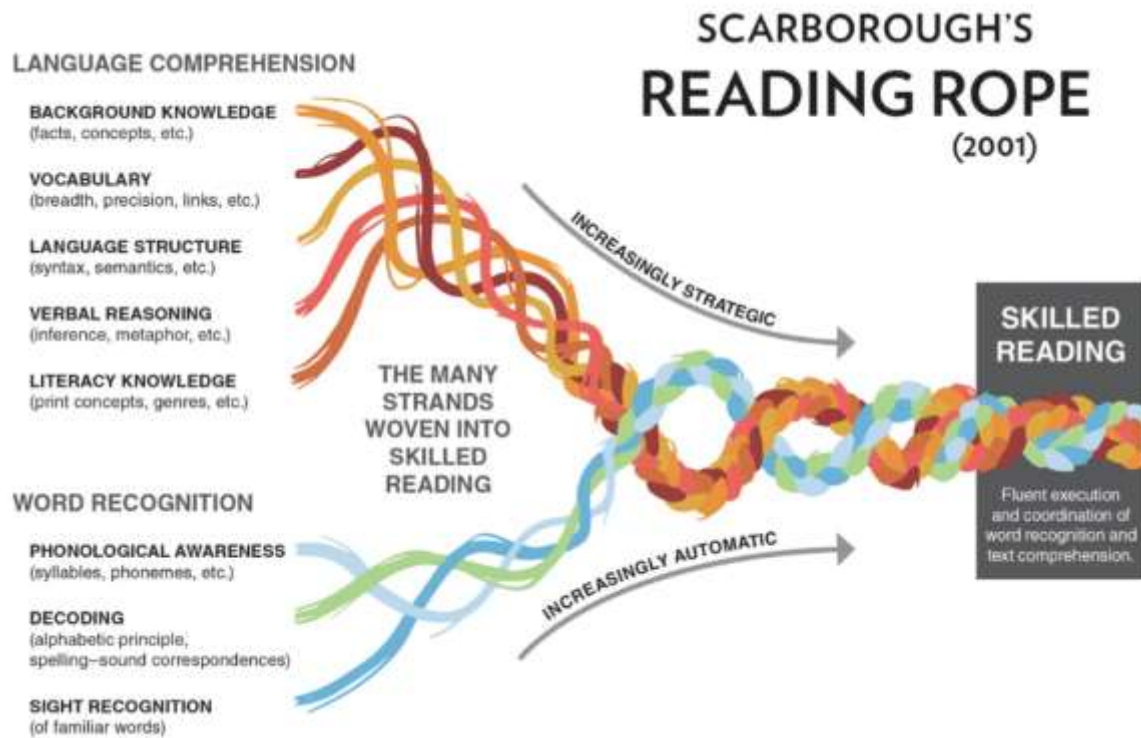 SCARBOROUGH'S
READING ROPE
(2001)
LANGUAGE COMPREHENSION
BACKGROUND KNOWLEDGE
(facts, concepts, etc.)
VOCABULARY
(breadth, precision, links, etc.)
LANGUAGE STRUCTURE
(syntax, semantics, etc.)
VERBAL REASONING
(inference, metaphor, etc.)
LITERACY KNOWLEDGE
(print concepts, genres, etc.)
THE MANY
STRANDS
WOVEN INTO
SKILLED
READING
WORD RECOGNITION
PHONOLOGICAL AWARENESS
(syllables, phonemes, etc.)
DECODING
(alphabetic principle,
spelling–sound correspondences)
SIGHT RECOGNITION
(of familiar words)
INCREASINGLY STRATEGIC
INCREASINGLY AUTOMATIC
SKILLED
READING
Fluent execution
and coordination of
word recognition and
text comprehension.